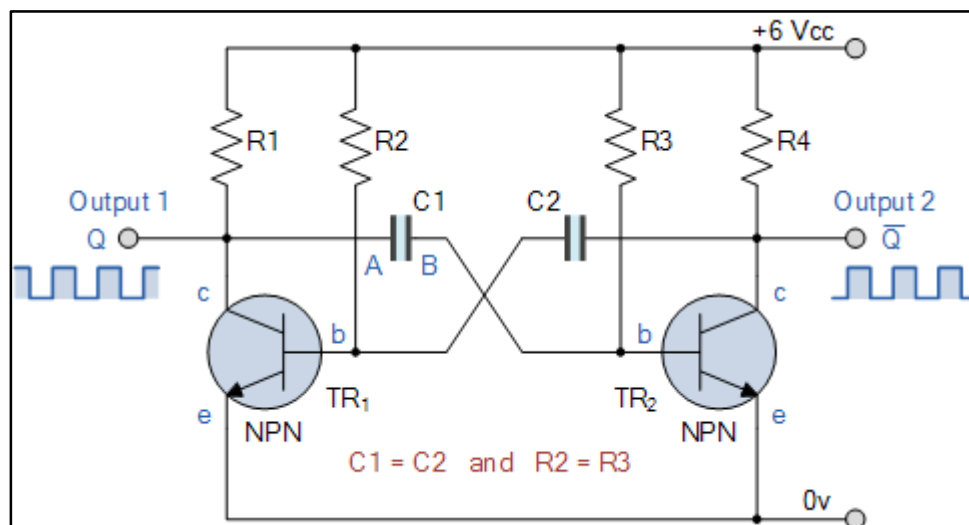 +6 Vcc
R1
R2
R3
R4
Output 1
C1
C2
Output 2
Q
A
B
Q̅
c
c
b
b
TR₁
TR₂
e
e
NPN
NPN
C1 = C2 and R2 = R3
0v